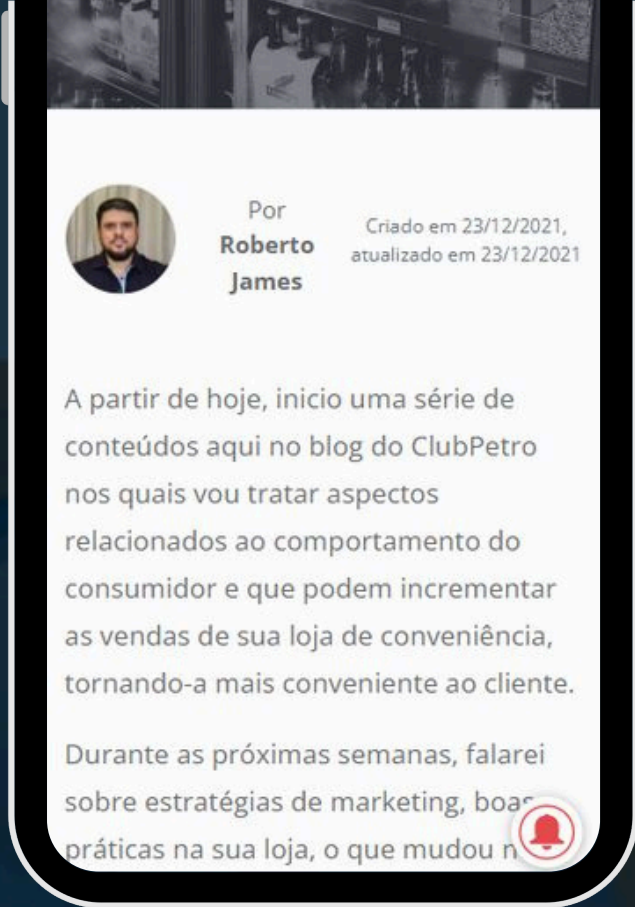 Por
Roberto
James
Criado em 23/12/2021,
atualizado em 23/12/2021
A partir de hoje, inicio uma série de
conteúdos aqui no blog do ClubPetro
nos quais vou tratar aspectos
relacionados ao comportamento do
consumidor e que podem incrementar
as vendas de sua loja de conveniência,
tornando-a mais conveniente ao cliente.
Durante as próximas semanas, falarei
sobre estratégias de marketing, boas
práticas na sua loja, o que mudou